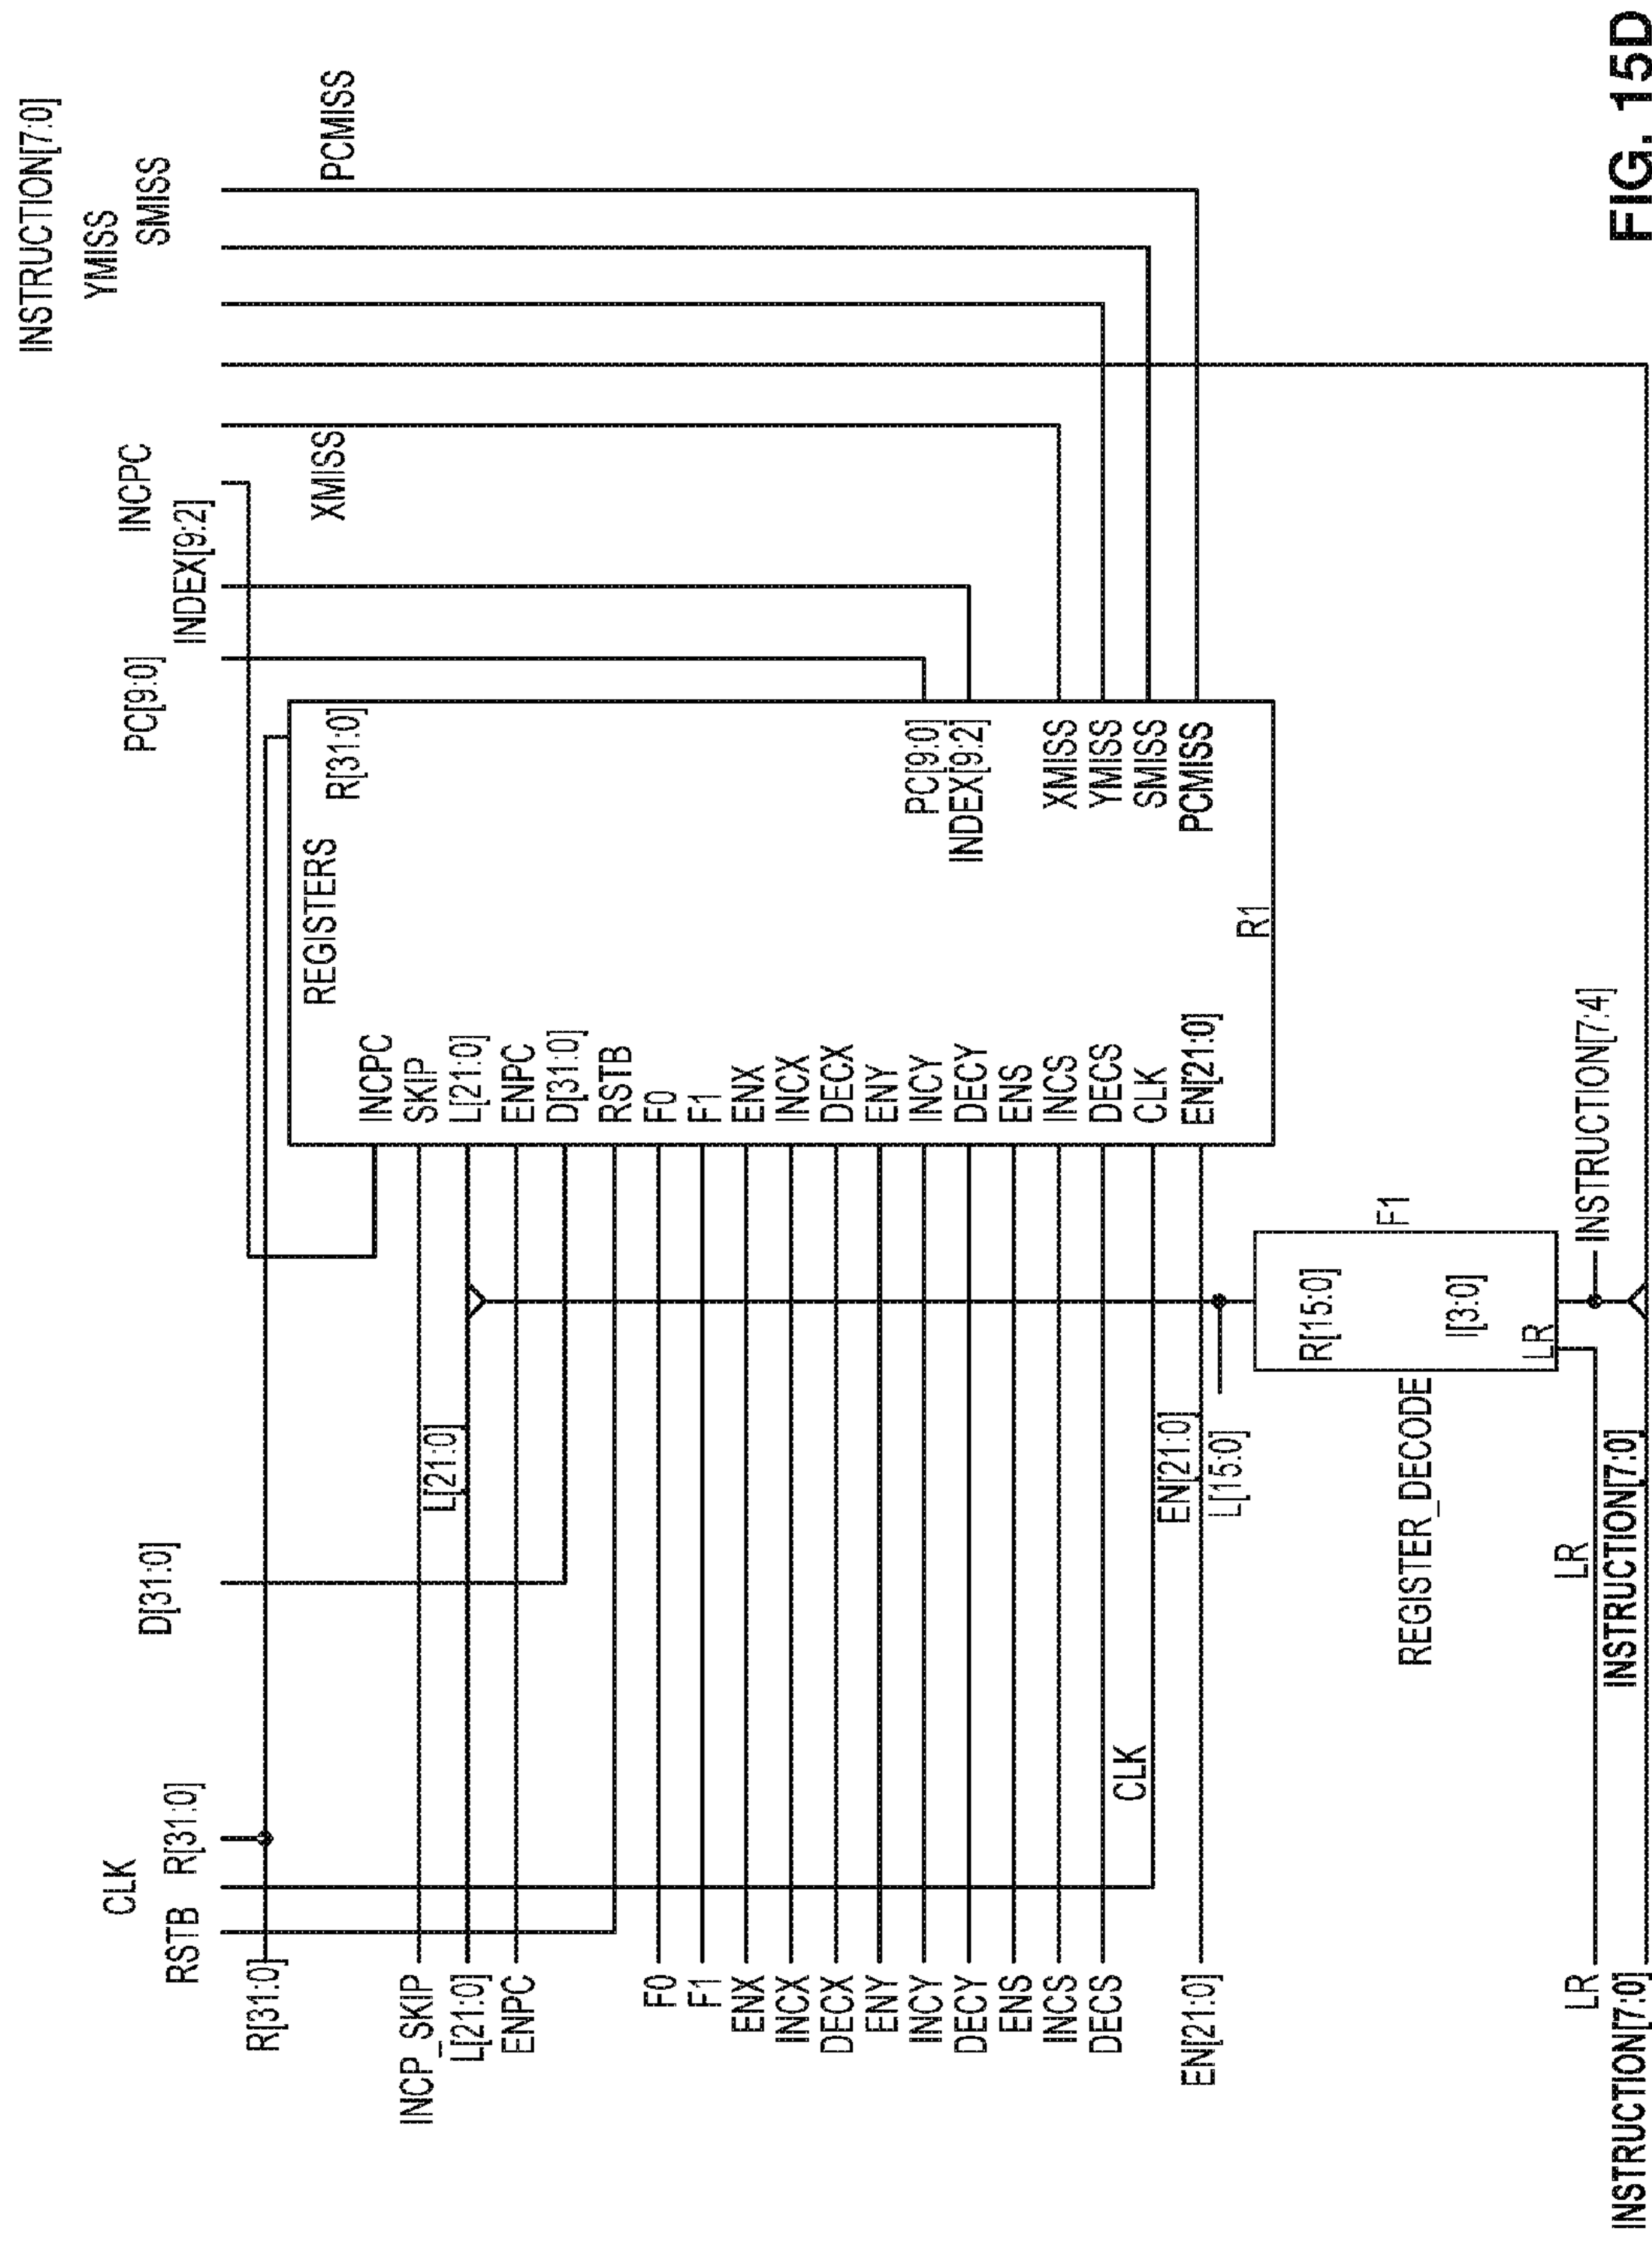 INSTRUCTION[7:0]
YMISS
SMISS
PCMISS
XMISS
INCPC
INDEX[9:2]
PC[9:0]
D[31:0]
CLK
R[31:0]
RSTB
R[31:0]
INCP_SKIP
L[21:0]
ENPC
F0
F1
ENX
INCX
DECX
ENY
INCY
DECY
ENS
INCS
DECS
EN[21:0]
LR
INSTRUCTION[7:0]
L[21:0]
CLK
EN[21:0]
L[15:0]
REGISTERS
INCPC
SKIP
L[21:0]
ENPC
D[31:0]
RSTB
F0
F1
ENX
INCX
DECX
ENY
INCY
DECY
ENS
INCS
DECS
CLK
EN[21:0]
R[31:0]
PC[9:0]
INDEX[9:2]
XMISS
YMISS
SMISS
PCMISS
R1
REGISTER_DECODE
R[15:0]
I[3:0]
LR
F1
INSTRUCTION[7:4]
LR
INSTRUCTION[7:0]
FIG. 15D